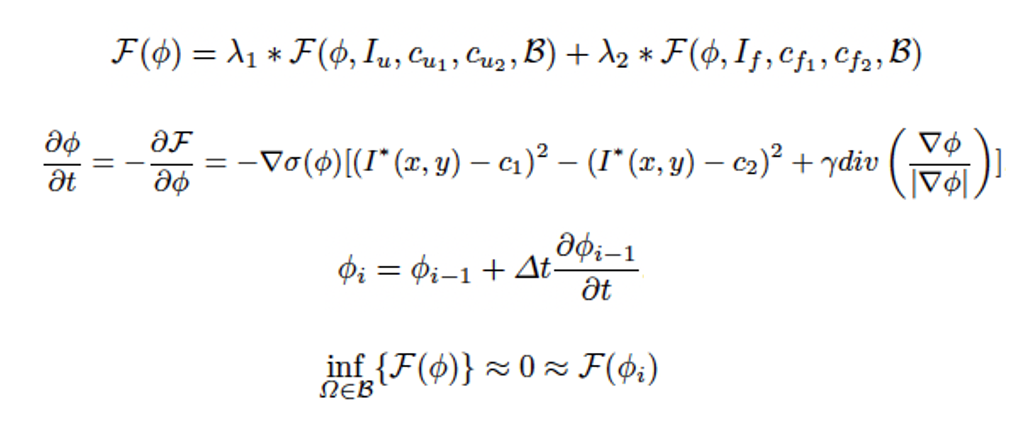 ℱ(ϕ) = λ₁ * ℱ(ϕ, I_u, c_{u₁}, c_{u₂}, ℬ) + λ₂ * ℱ(ϕ, I_f, c_{f₁}, c_{f₂}, ℬ)
∂ϕ/∂t = −∂ℱ/∂ϕ = −∇σ(ϕ)[(I*(x, y) − c₁)² − (I*(x, y) − c₂)² + γdiv(∇ϕ/|∇ϕ|)]
ϕ_i = ϕ_{i−1} + Δt ∂ϕ_{i−1}/∂t
inf_{Ω∈ℬ}{ℱ(ϕ)} ≈ 0 ≈ ℱ(ϕ_i)